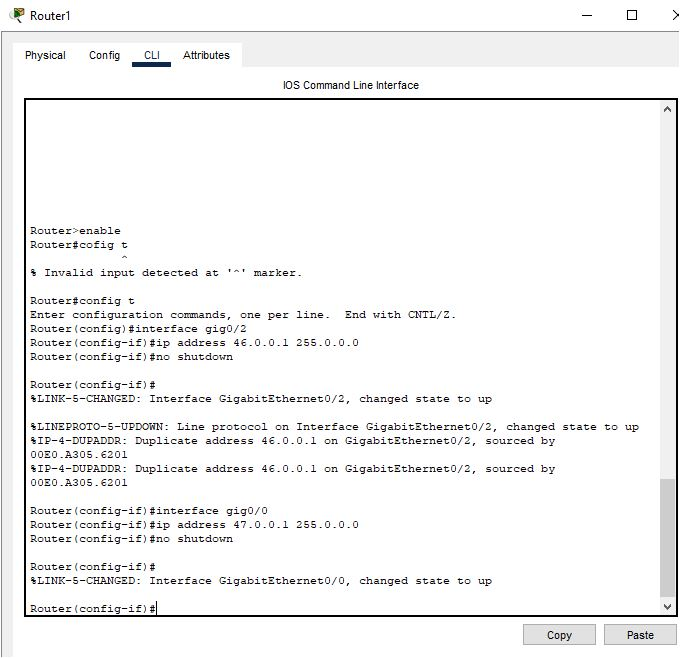 Router1
Physical Config CLI Attributes
IOS Command Line Interface
Router>enable
Router#cofig t
^
% Invalid input detected at '^' marker.
Router#config t
Enter configuration commands, one per line.  End with CNTL/Z.
Router(config)#interface gig0/2
Router(config-if)#ip address 46.0.0.1 255.0.0.0
Router(config-if)#no shutdown
Router(config-if)#
%LINK-5-CHANGED: Interface GigabitEthernet0/2, changed state to up
%LINEPROTO-5-UPDOWN: Line protocol on Interface GigabitEthernet0/2, changed state to up
%IP-4-DUPADDR: Duplicate address 46.0.0.1 on GigabitEthernet0/2, sourced by
00E0.A305.6201
%IP-4-DUPADDR: Duplicate address 46.0.0.1 on GigabitEthernet0/2, sourced by
00E0.A305.6201
Router(config-if)#interface gig0/0
Router(config-if)#ip address 47.0.0.1 255.0.0.0
Router(config-if)#no shutdown
Router(config-if)#
%LINK-5-CHANGED: Interface GigabitEthernet0/0, changed state to up
Router(config-if)#
Copy Paste